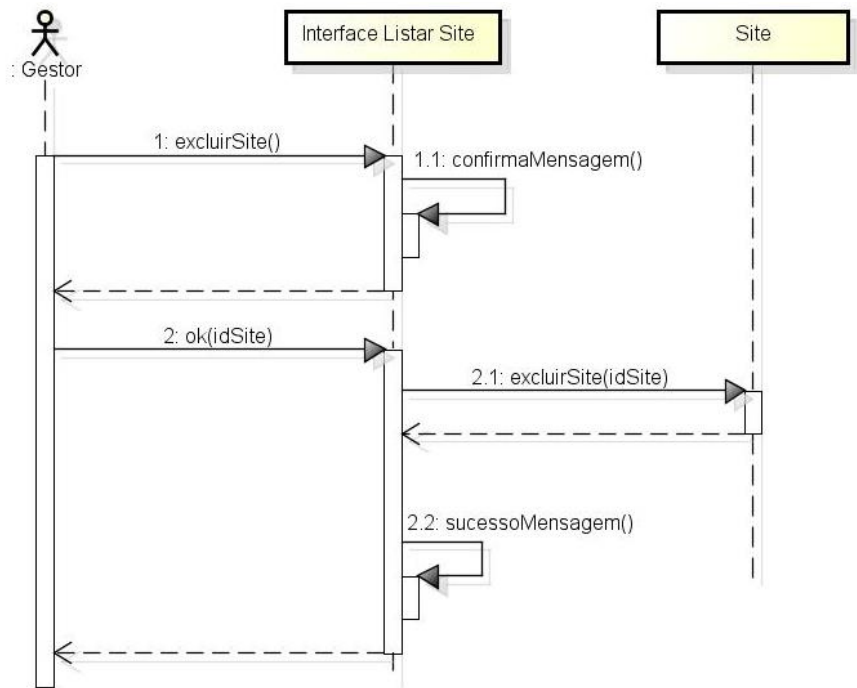 : Gestor
Interface Listar Site
Site
1: excluirSite()
1.1: confirmaMensagem()
2: ok(idSite)
2.1: excluirSite(idSite)
2.2: sucessoMensagem()